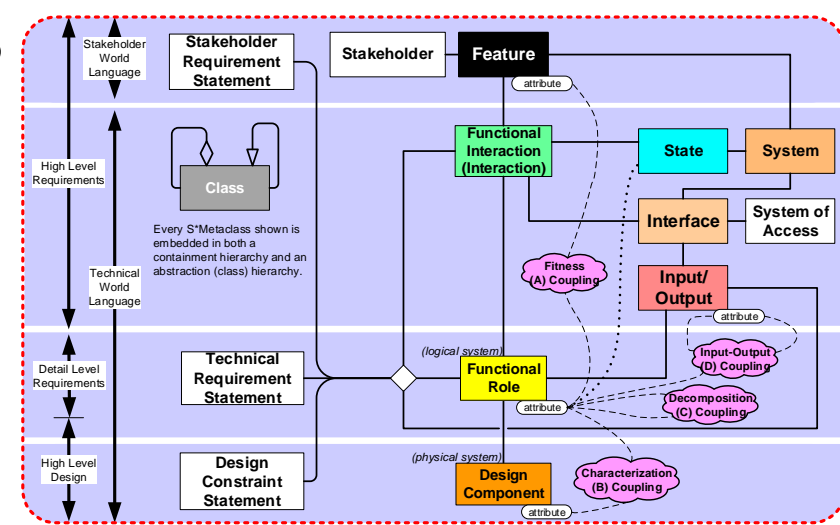 Stakeholder
World
Language
Stakeholder
Requirement
Statement
Stakeholder
Feature
attribute
High Level
Requirements
Technical
World
Language
Class
Every S*Metaclass shown is
embedded in both a
containment hierarchy and an
abstraction (class) hierarchy.
Functional
Interaction
(Interaction)
State
System
Interface
System of
Access
Fitness
(A) Coupling
Input/
Output
attribute
Detail Level
Requirements
Technical
Requirement
Statement
(logical system)
Functional
Role
attribute
Input-Output
(D) Coupling
Decomposition
(C) Coupling
High Level
Design
Design
Constraint
Statement
(physical system)
Design
Component
attribute
Characterization
(B) Coupling